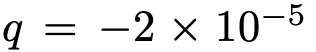 q = −2 × 10⁻⁵